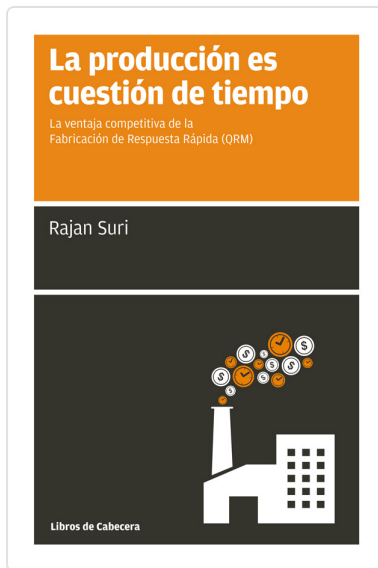 La producción es
cuestión de tiempo
La ventaja competitiva de la
Fabricación de Respuesta Rápida (QRM)
Rajan Suri
$
$
$
$
$
$
Libros de Cabecera